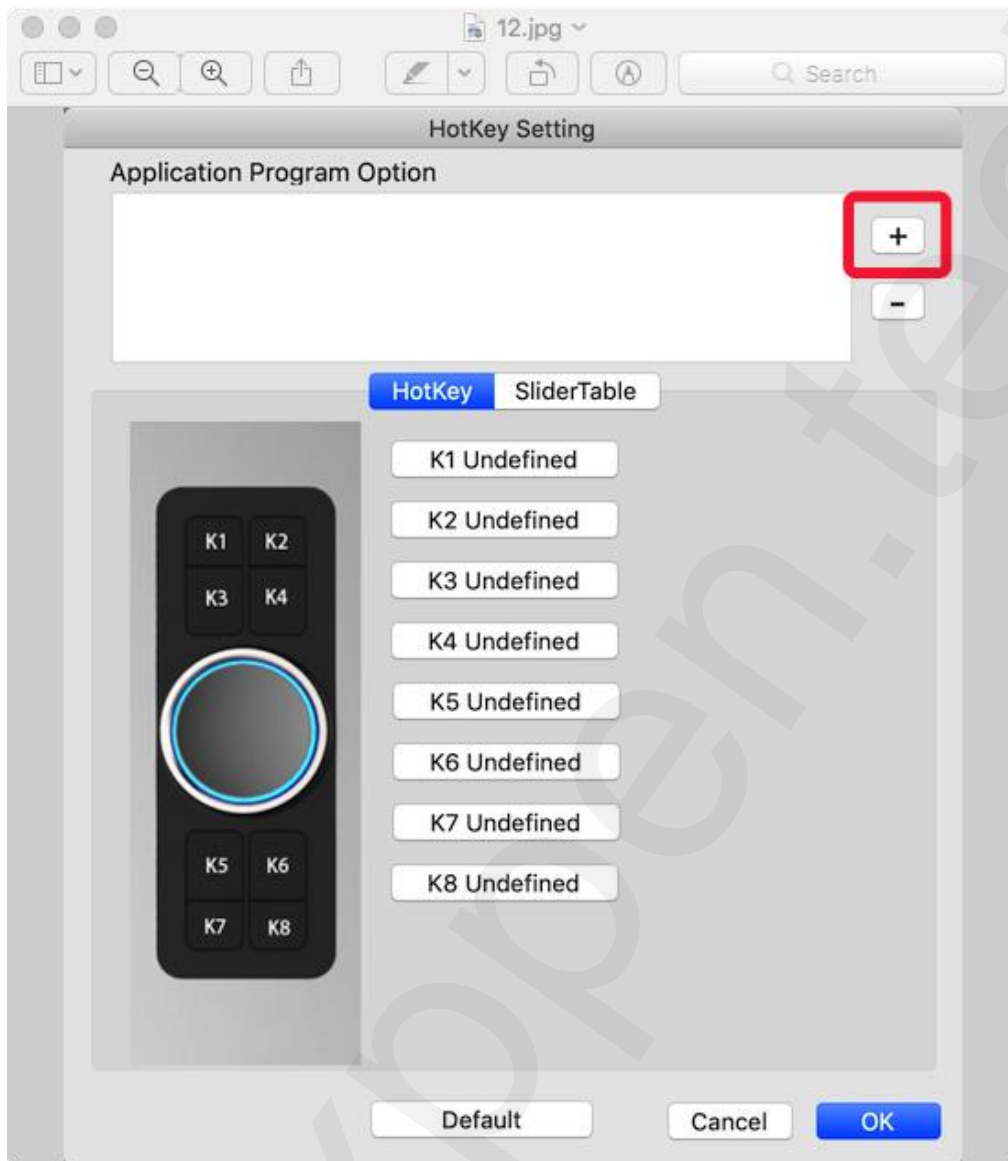 12.jpg
Search
HotKey Setting
Application Program Option
+
-
HotKey SliderTable
K1 Undefined
K2 Undefined
K3 Undefined
K4 Undefined
K5 Undefined
K6 Undefined
K7 Undefined
K8 Undefined
K1 K2
K3 K4
K5 K6
K7 K8
Default Cancel OK